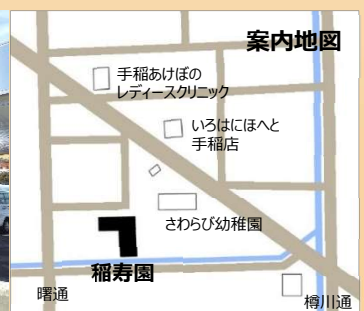 案内地図
手稲あけぼの
レディースクリニック
いろはにほへと
手稲店
さわらび幼稚園
稲寿園
曙通
樽川通